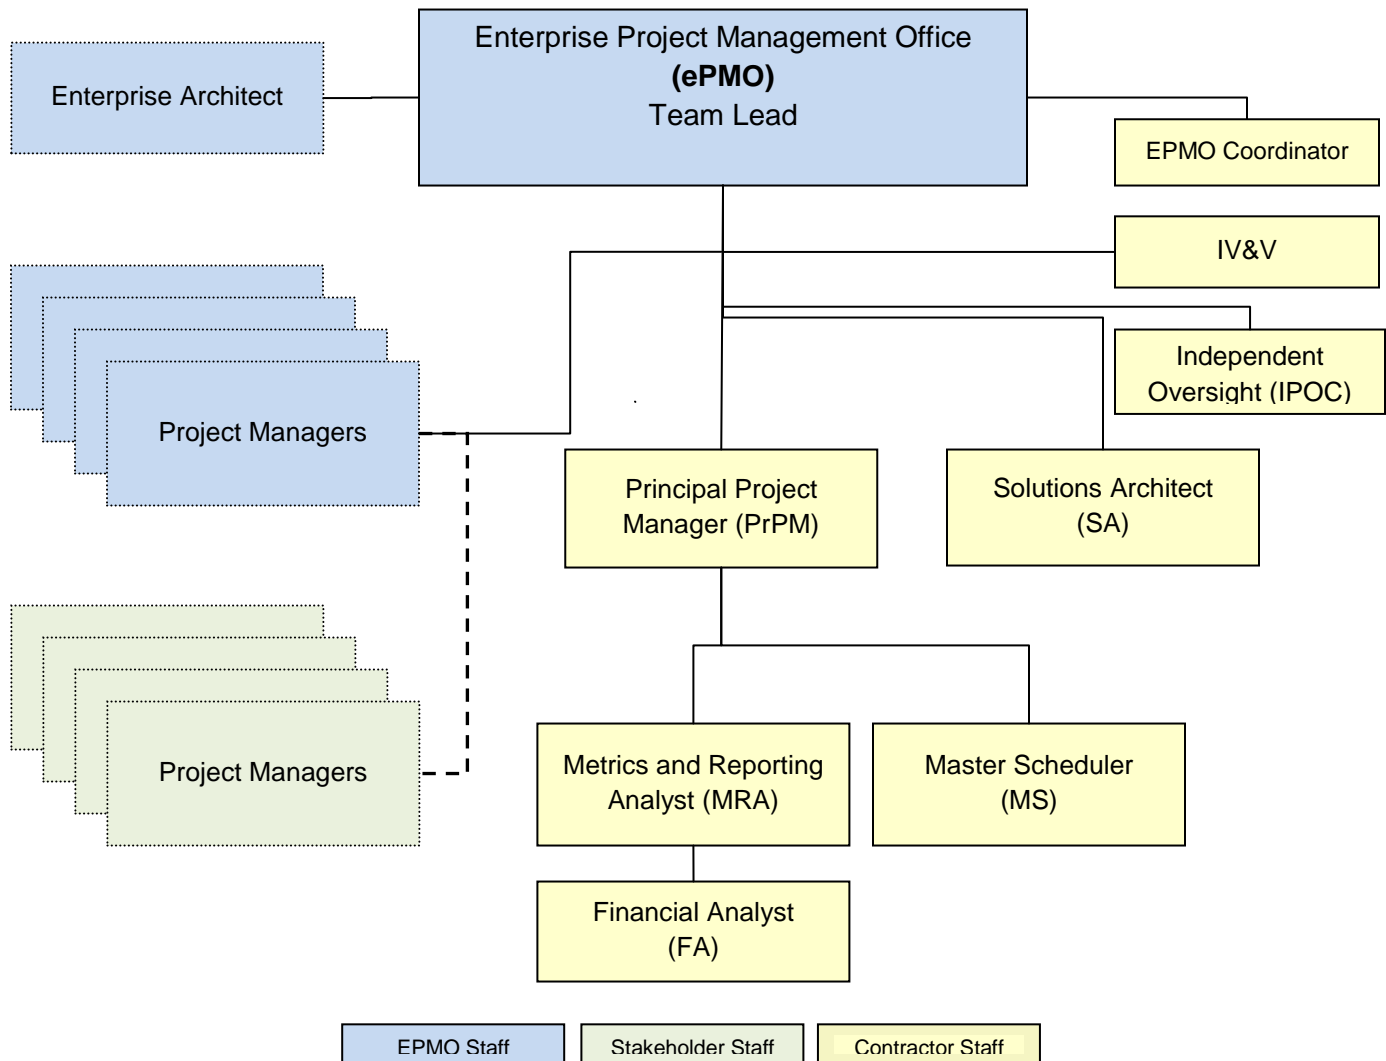 Enterprise Project Management Office
(ePMO)
Team Lead
Enterprise Architect
EPMO Coordinator
IV&V
Independent
Oversight (IPOC)
Project Managers
Principal Project
Manager (PrPM)
Solutions Architect
(SA)
Project Managers
Metrics and Reporting
Analyst (MRA)
Master Scheduler
(MS)
Financial Analyst
(FA)
EPMO Staff
Stakeholder Staff
Contractor Staff